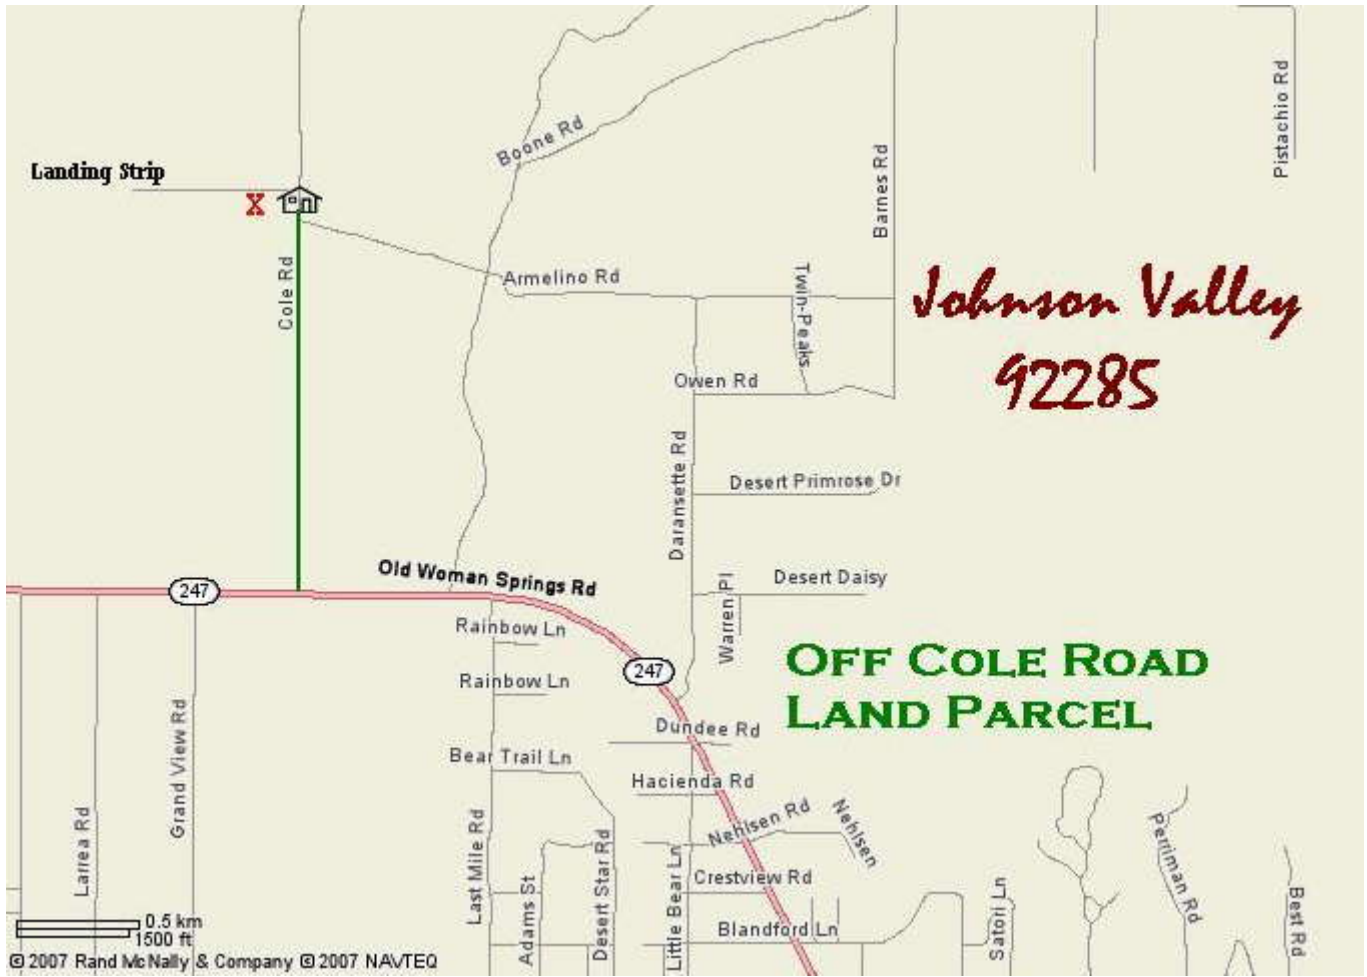 Pistachio Rd
Boone Rd
Barnes Rd
Landing Strip
X
Cole Rd
Armelino Rd
Twin-Peaks
Johnson Valley
92285
Owen Rd
Daransette Rd
Desert Primrose Dr
Old Woman Springs Rd
247
Desert Daisy
Warren Pl
Rainbow Ln
247
OFF COLE ROAD
LAND PARCEL
Rainbow Ln
Grand View Rd
Dundee Rd
Bear Trail Ln
Hacienda Rd
Larrea Rd
Last Mile Rd
Nehlsen Rd
Nehlsen
Perriman Rd
Adams St
Desert Star Rd
Little Bear Ln
Crestview Rd
Satori Ln
Best Rd
Blandford Ln
0.5 km
1500 ft
© 2007 Rand McNally & Company © 2007 NAVTEQ